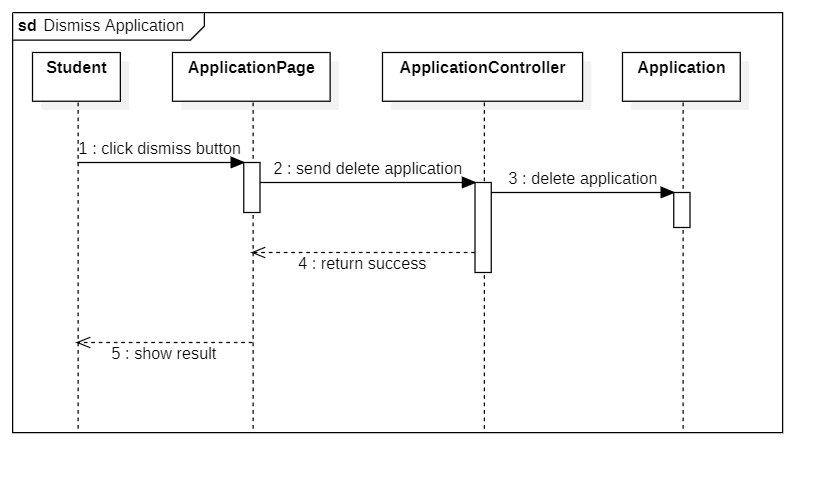 sd Dismiss Application
Student
ApplicationPage
ApplicationController
Application
1 : click dismiss button
2 : send delete application
3 : delete application
4 : return success
5 : show result